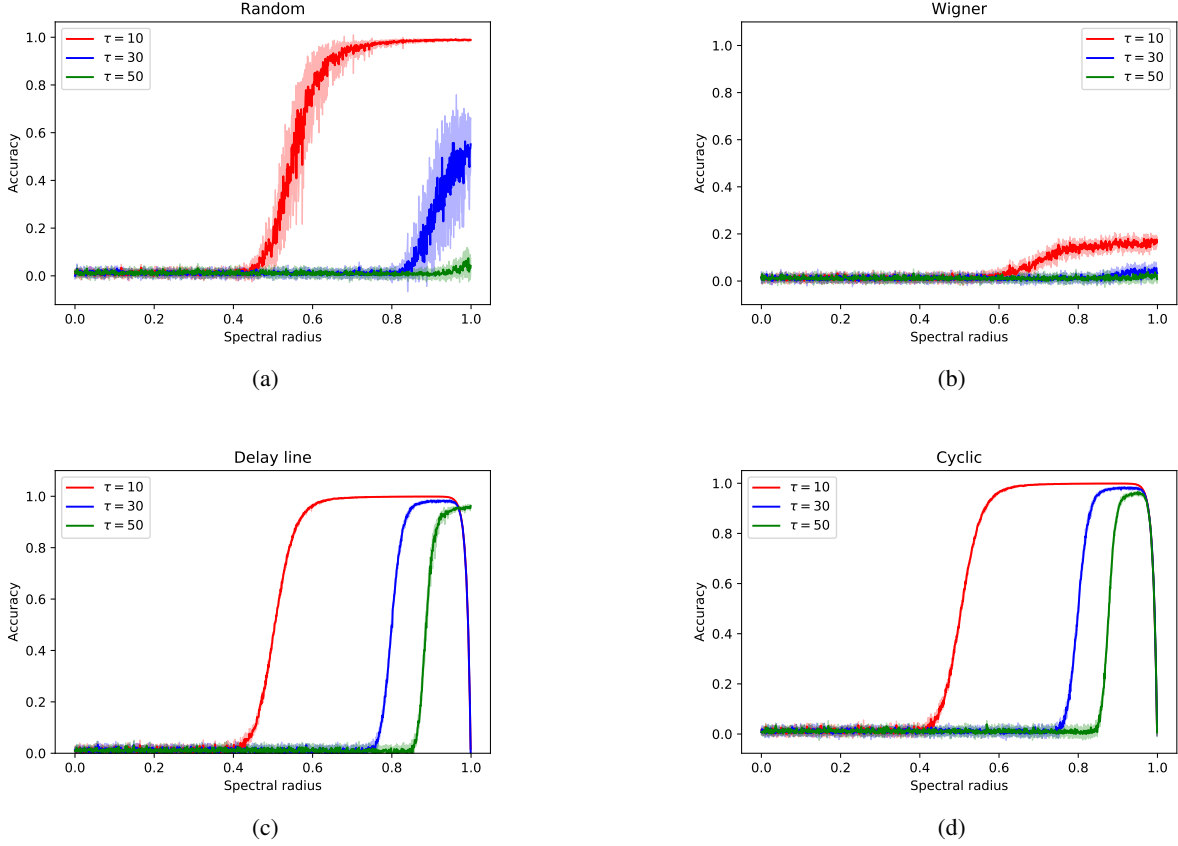 Random
τ = 10
τ = 30
τ = 50
Accuracy
1.0
0.8
0.6
0.4
0.2
0.0
0.0 0.2 0.4 0.6 0.8 1.0
Spectral radius
(a)
Wigner
τ = 10
τ = 30
τ = 50
Accuracy
1.0
0.8
0.6
0.4
0.2
0.0
0.0 0.2 0.4 0.6 0.8 1.0
Spectral radius
(b)
Delay line
τ = 10
τ = 30
τ = 50
Accuracy
1.0
0.8
0.6
0.4
0.2
0.0
0.0 0.2 0.4 0.6 0.8 1.0
Spectral radius
(c)
Cyclic
τ = 10
τ = 30
τ = 50
Accuracy
1.0
0.8
0.6
0.4
0.2
0.0
0.0 0.2 0.4 0.6 0.8 1.0
Spectral radius
(d)